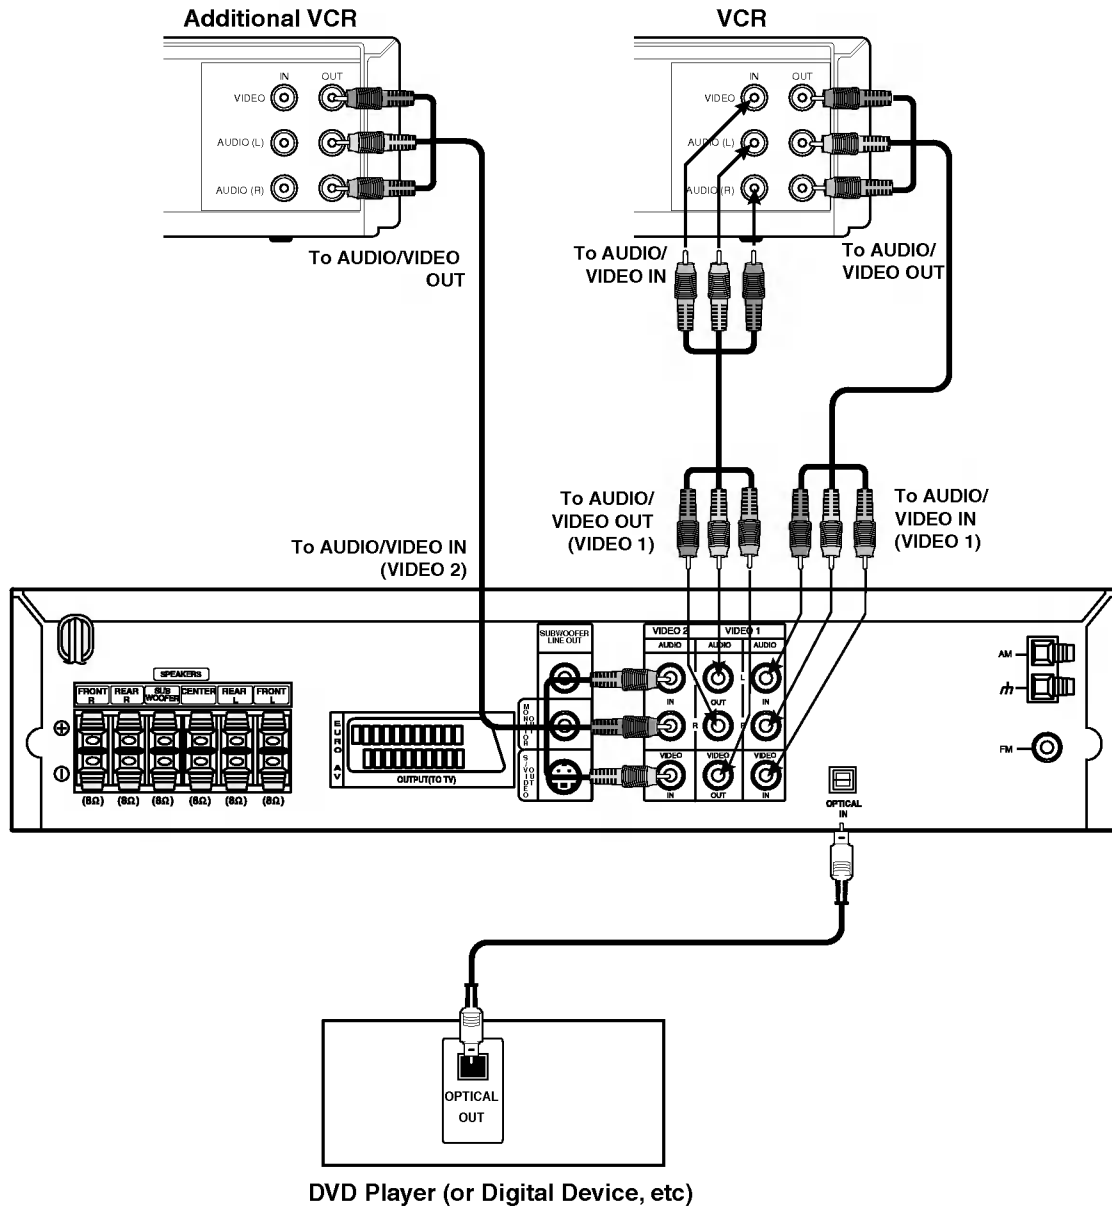 Additional VCR
VCR
IN OUT
VIDEO
AUDIO (L)
AUDIO (R)
IN OUT
VIDEO
AUDIO (L)
AUDIO (R)
To AUDIO/VIDEO
OUT
To AUDIO/
VIDEO IN
To AUDIO/
VIDEO OUT
To AUDIO/
VIDEO OUT
(VIDEO 1)
To AUDIO/
VIDEO IN
(VIDEO 1)
To AUDIO/VIDEO IN
(VIDEO 2)
SPEAKERS
FRONT R
REAR R
SUB WOOFER
CENTER
REAR L
FRONT L
(8Ω) (8Ω) (8Ω) (8Ω) (8Ω) (8Ω)
EURO AV
OUTPUT(TO TV)
SUBWOOFER
LINE OUT
MONITOR OUT
S/VIDEO OUT
VIDEO 2 VIDEO 1
AUDIO AUDIO AUDIO
L
IN OUT
R R
VIDEO VIDEO VIDEO
IN OUT IN
OPTICAL
IN
AM
FM
OPTICAL
OUT
DVD Player (or Digital Device, etc)